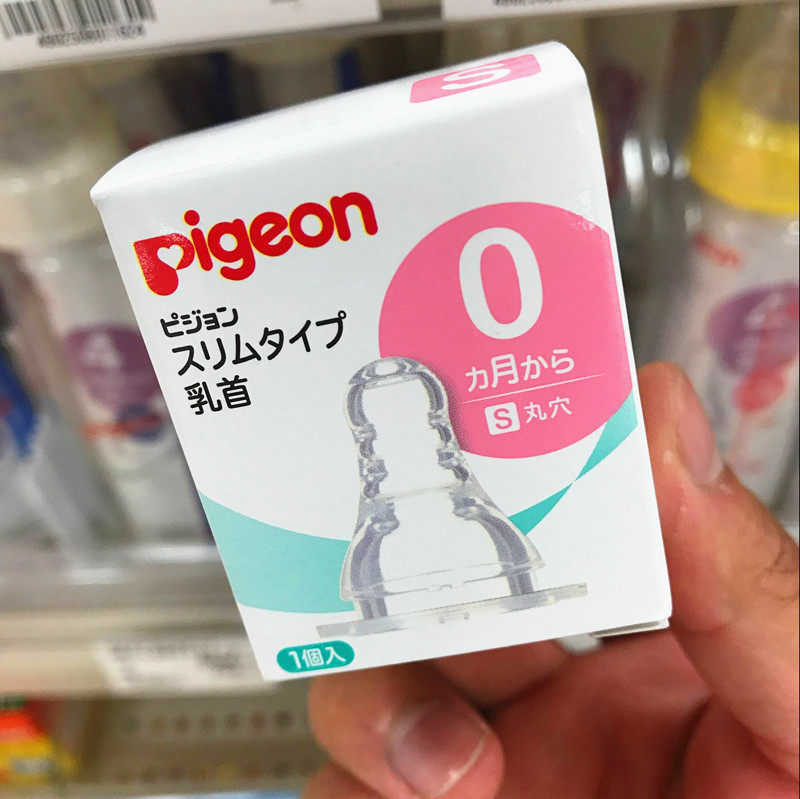 S
pigeon
ピジョン
スリムタイプ
乳首
0
カ月から
S 丸穴
1個入